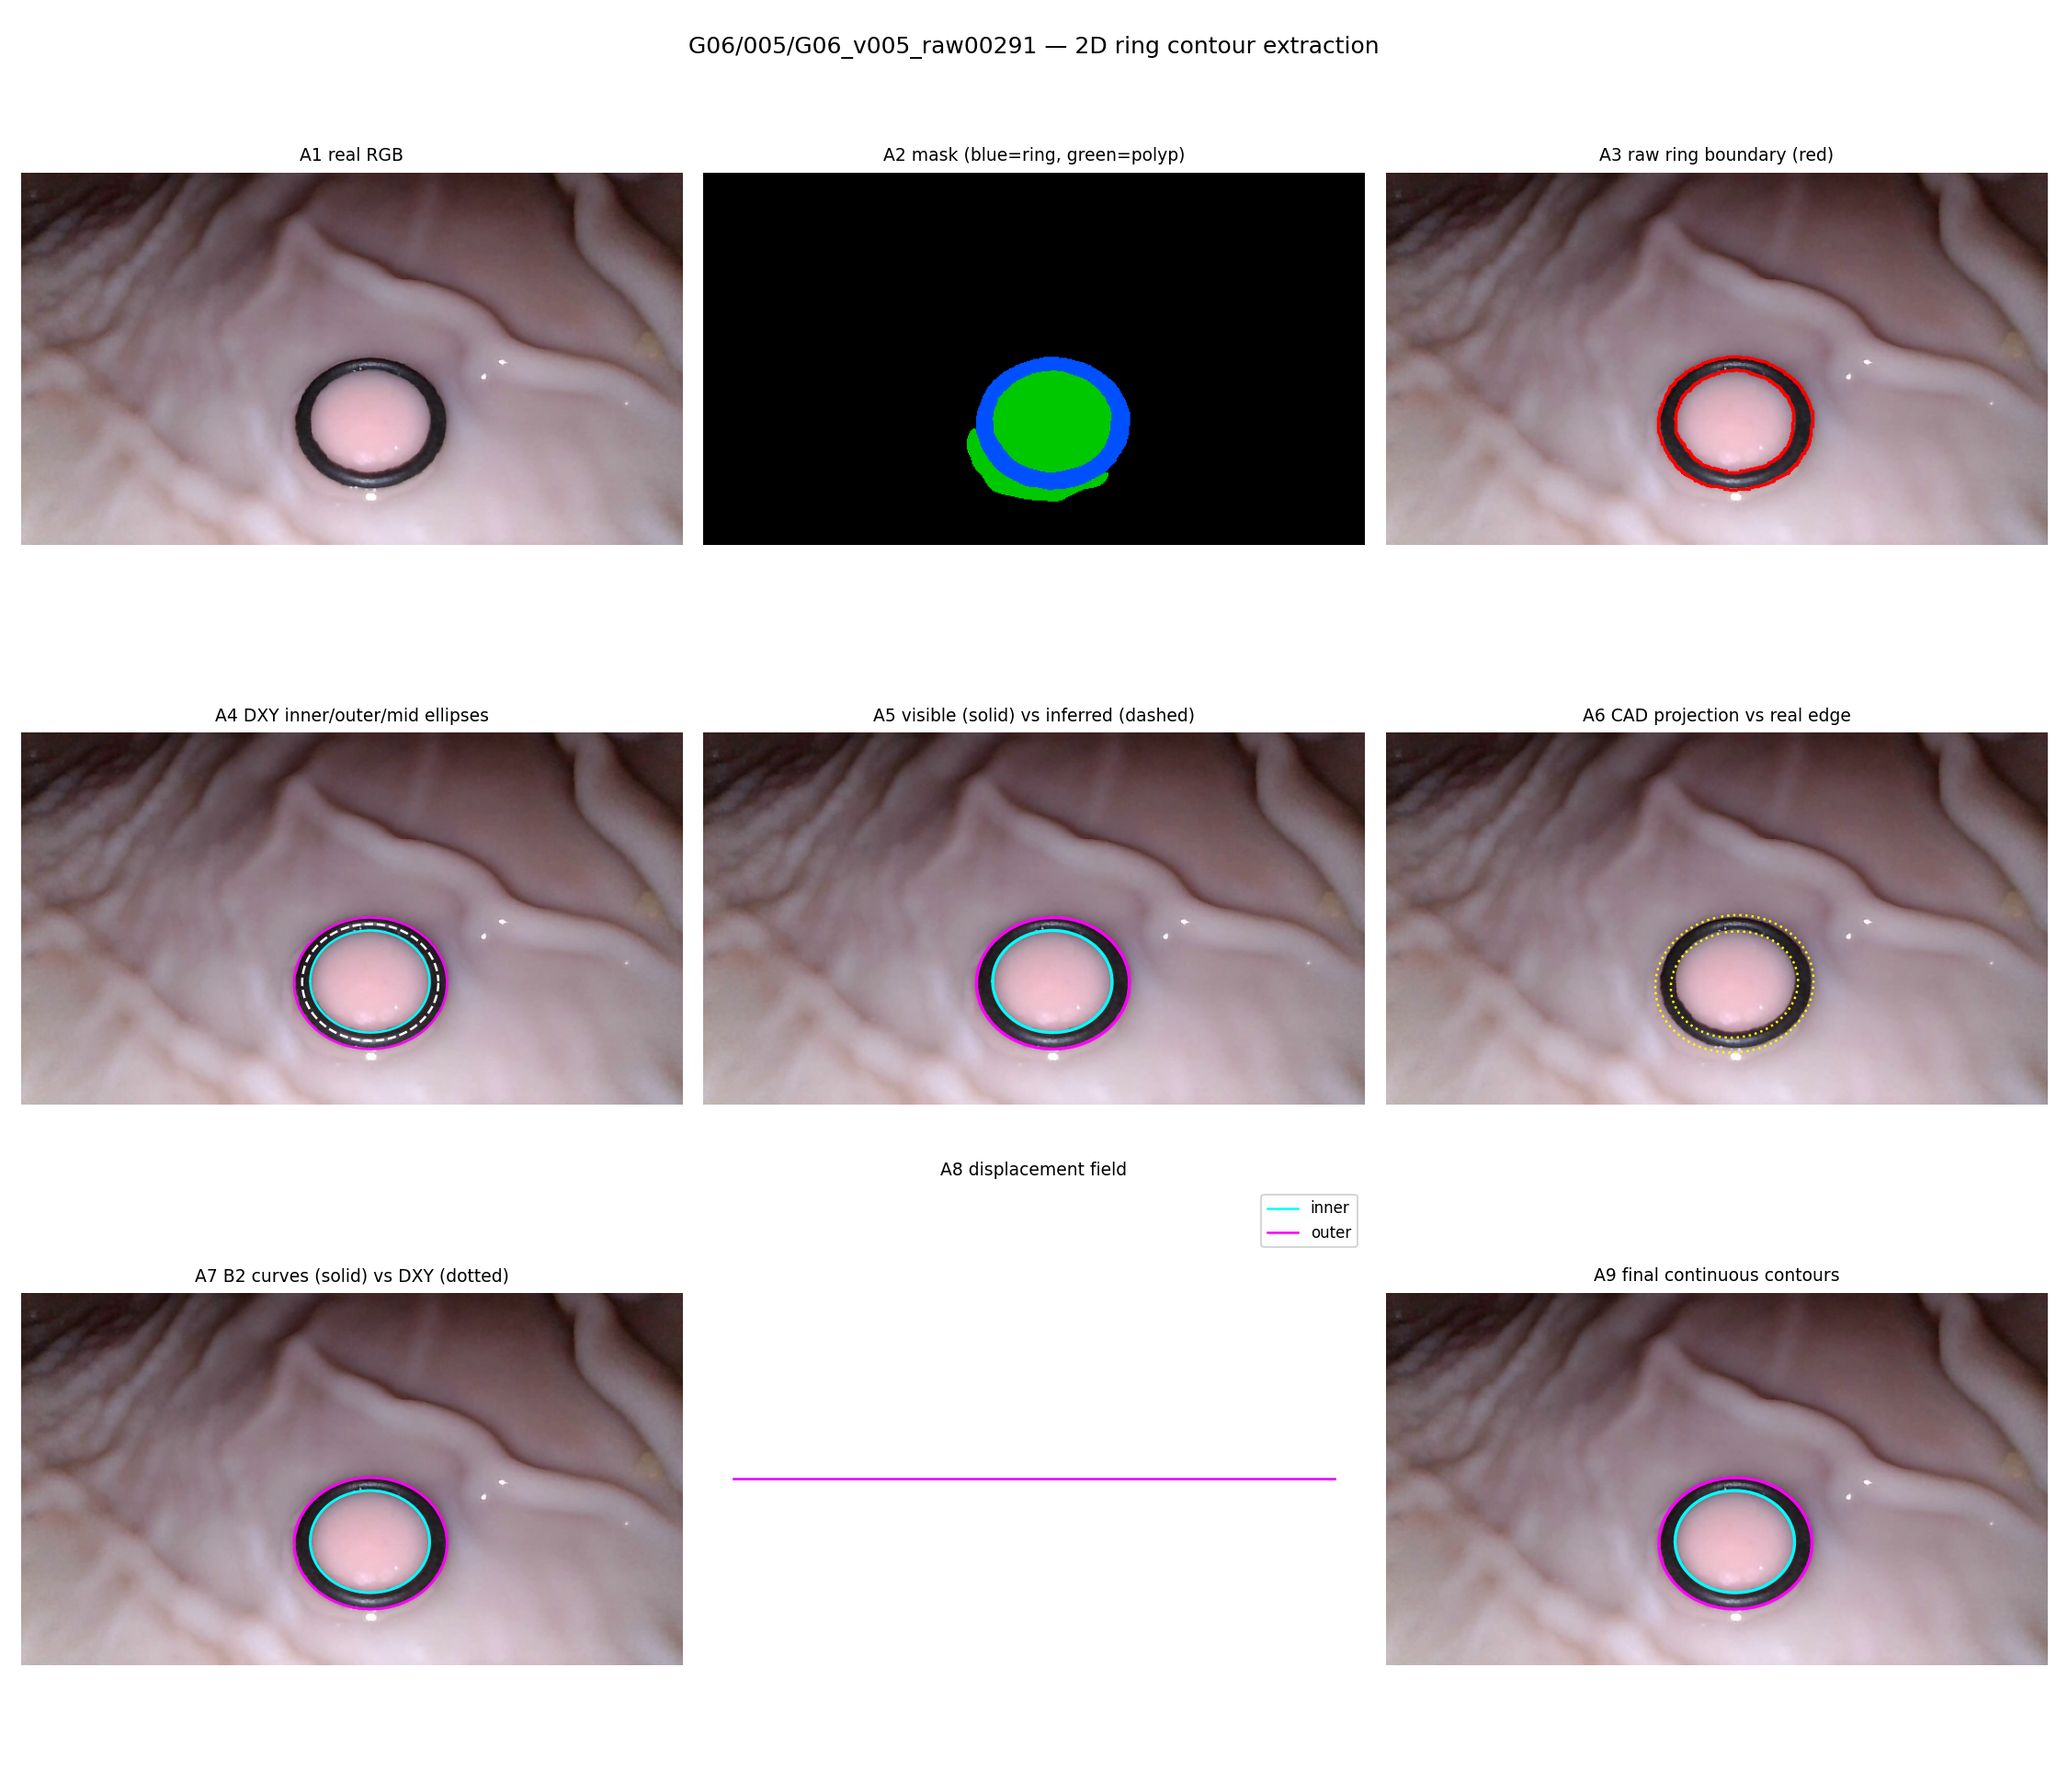 G06/005/G06_v005_raw00291 — 2D ring contour extraction
A1 real RGB
A2 mask (blue=ring, green=polyp)
A3 raw ring boundary (red)
A4 DXY inner/outer/mid ellipses
A5 visible (solid) vs inferred (dashed)
A6 CAD projection vs real edge
A7 B2 curves (solid) vs DXY (dotted)
A8 displacement field
inner
outer
A9 final continuous contours